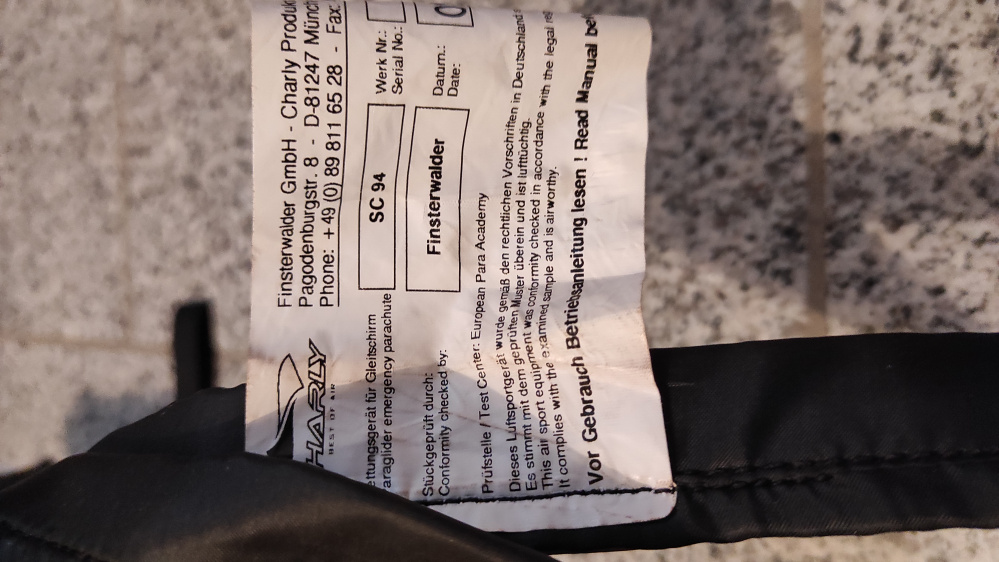 HARLY
BEST OF AIR
Finsterwalder GmbH - Charly Produk
Pagodenburgstr. 8 - D-81247 Münch
Phone: +49 (0) 89 811 65 28 - Fax:
ettungsgerät für Gleitschirm
araglider emergency parachute
SC 94
Werk Nr.:
Serial No.:
Stückgeprüft durch:
Conformity checked by:
Finsterwalder
Datum.:
Date:
Prüfstelle / Test Center: European Para Academy
Dieses Luftsportgerät wurde gemäß den rechtlichen Vorschriften in Deutschland
Es stimmt mit dem geprüften Muster überein und ist lufttüchtig.
This air sport equipment was conformity checked in accordance with the legal
It complies with the examined sample and is airworthy.
Vor Gebrauch Betriebsanleitung lesen ! Read Manual